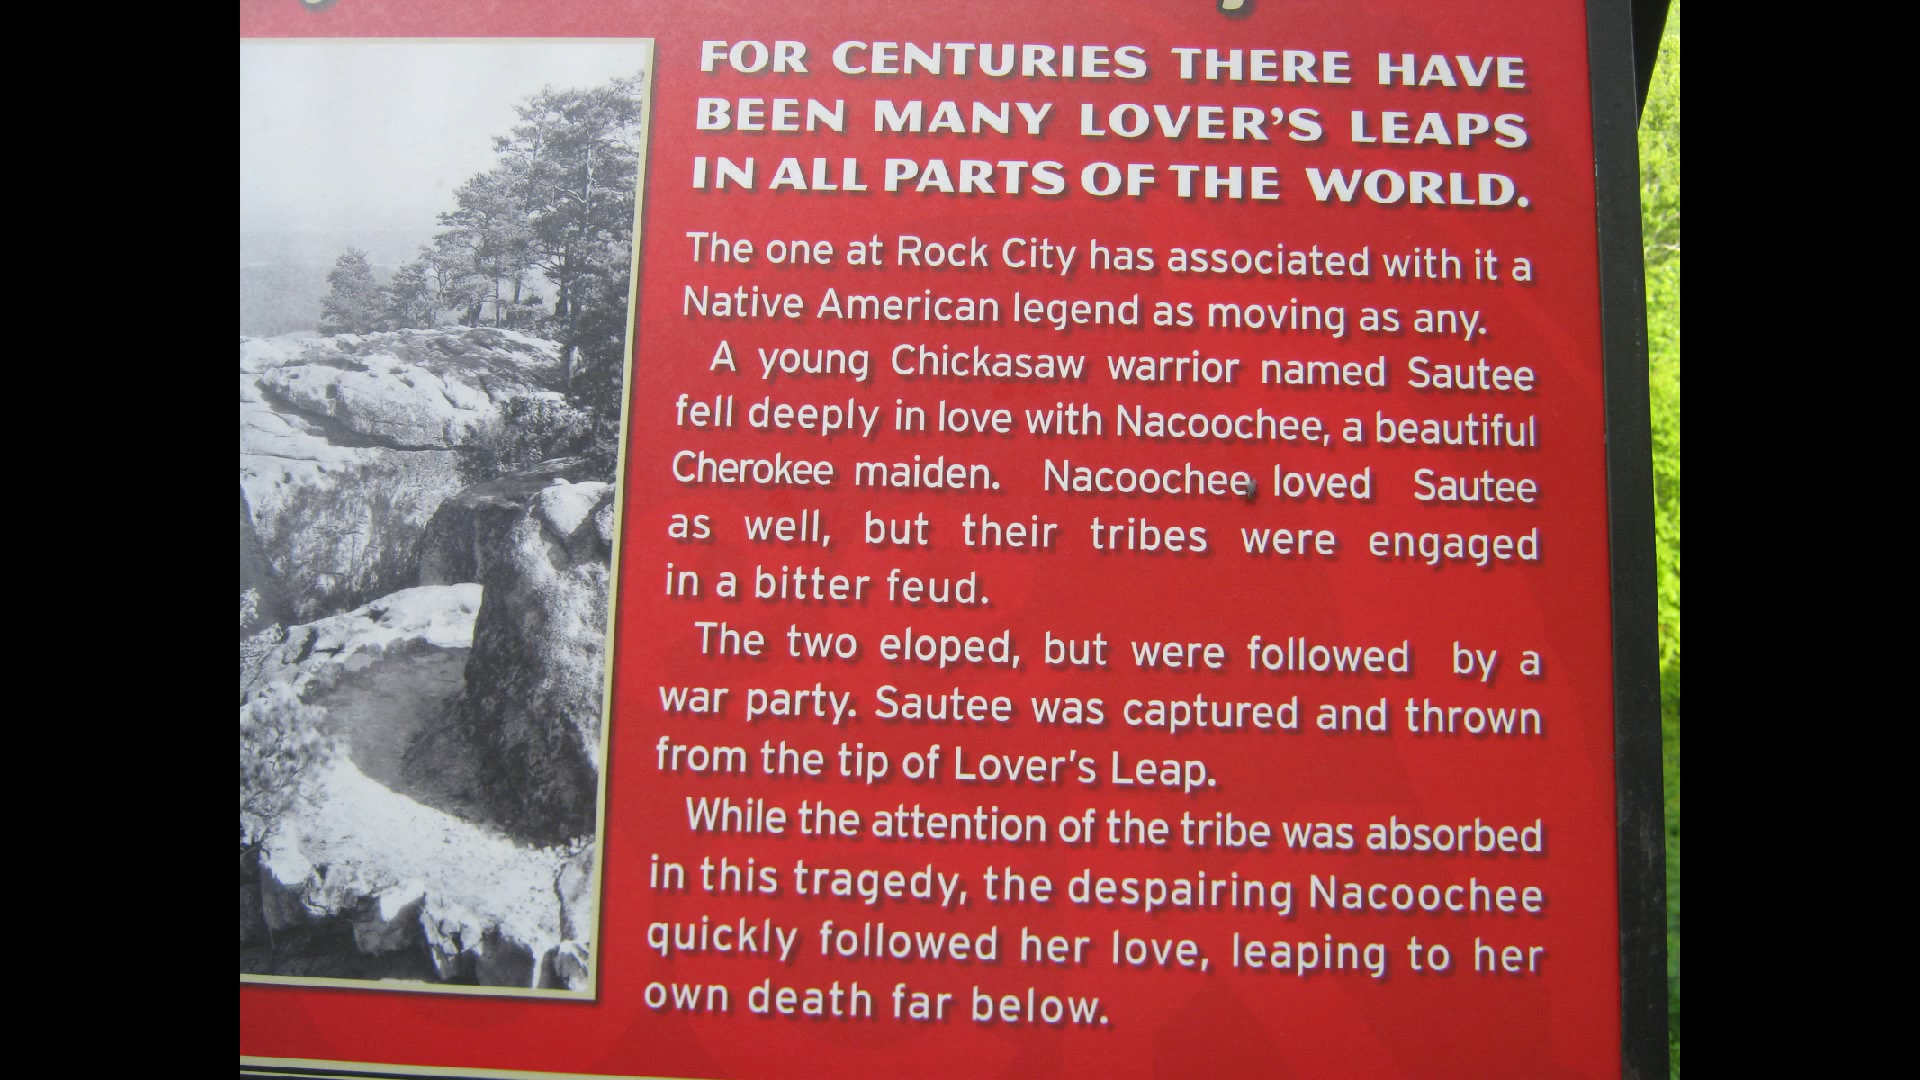 FOR CENTURIES THERE HAVE
BEEN MANY LOVER'S LEAPS
IN ALL PARTS OF THE WORLD.
The one at Rock City has associated with it a
Native American legend as moving as any.
A young Chickasaw warrior named Sautee
fell deeply in love with Nacoochee, a beautiful
Cherokee maiden. Nacoochee loved Sautee
as well, but their tribes were engaged
in a bitter feud.
The two eloped, but were followed by a
war party. Sautee was captured and thrown
from the tip of Lover's Leap.
While the attention of the tribe was absorbed
in this tragedy, the despairing Nacoochee
quickly followed her love, leaping to her
own death far below.